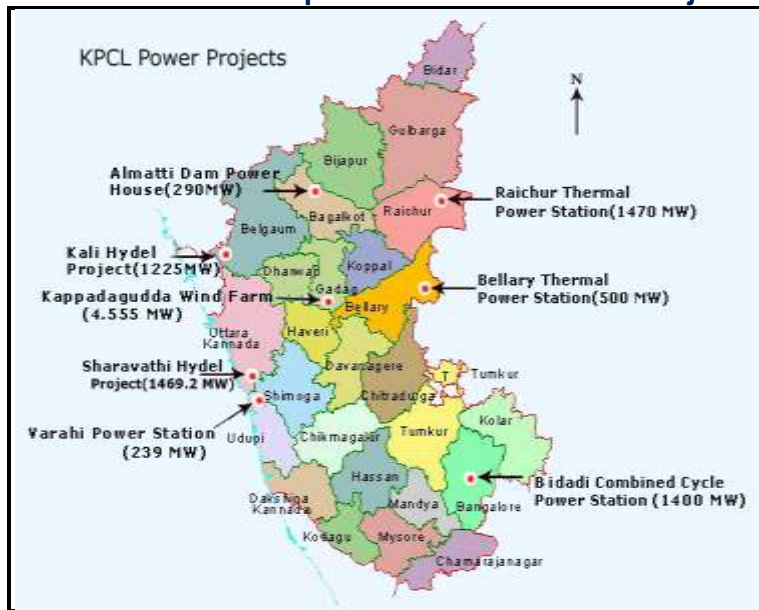 KPCL Power Projects
N
Bidar
Gulbarga
Bijapur
Almatti Dam Power
House(290MW)
Raichur Thermal
Power Station(1470 MW)
Bagalkot
Raichur
Belgaum
Kali Hydel
Project(1225MW)
Koppal
Dharwad
Gadag
Bellary Thermal
Power Station(500 MW)
Kappadagudda Wind Farm
(4.555 MW)
Bellary
Uttara
Kannada
Haveri
Sharavathi Hydel
Project(1469.2 MW)
Davanagere
T
Tumkur
Shimoga
Chitradurga
Varahi Power Station
(239 MW)
Udupi
Chikmagalur
Tumkur
Kolar
Hassan
Bidadi Combined Cycle
Power Station (1400 MW)
Dakshina
Kannada
Mandya
Bangalore
Kodagu
Mysore
Chamarajanagar